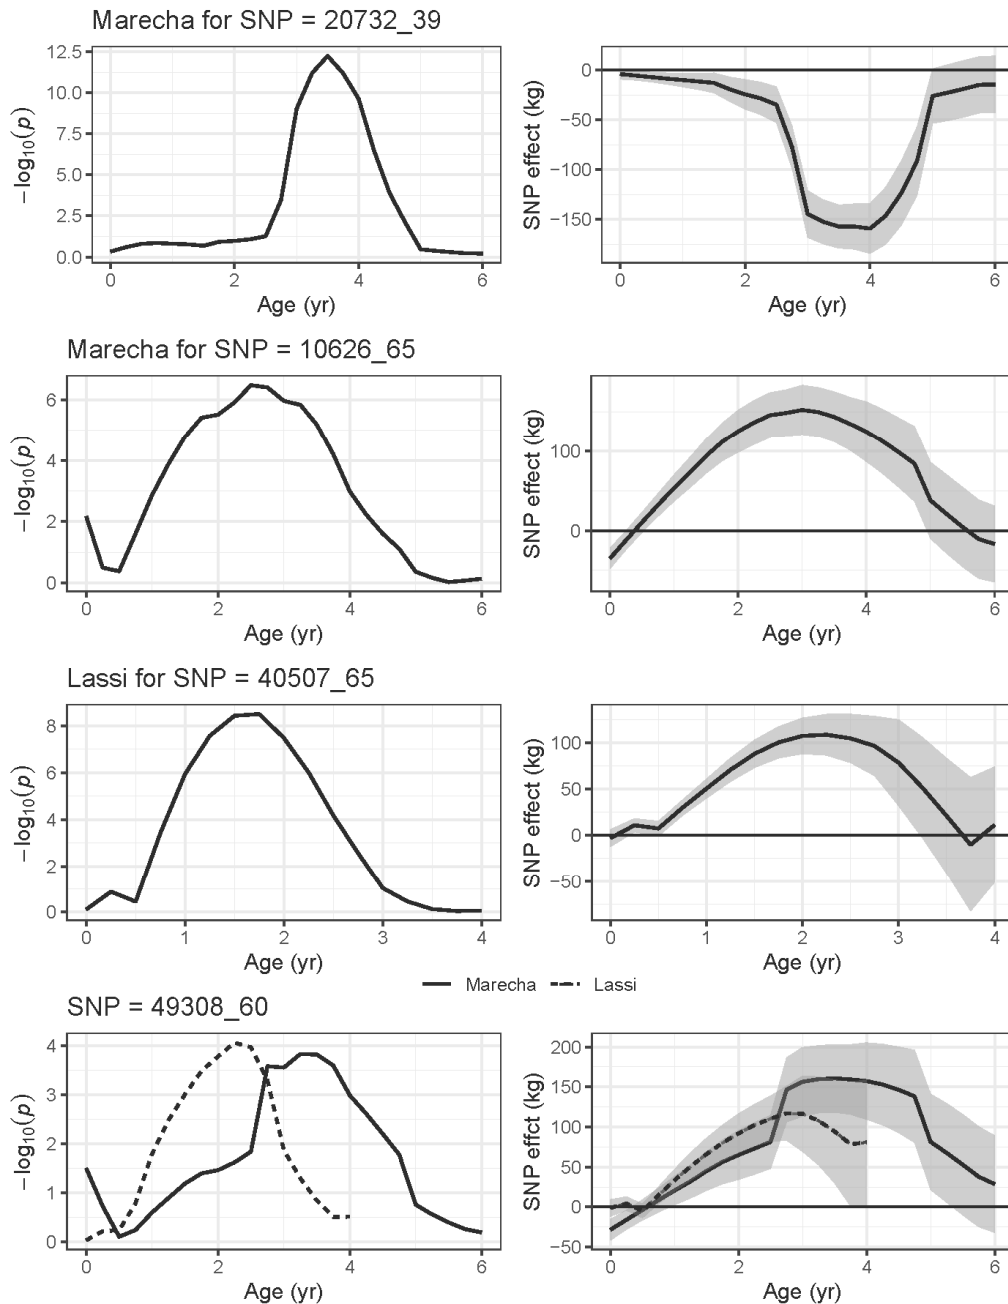 Marecha for SNP = 20732_39
−log10(p)
12.5
10.0
7.5
5.0
2.5
0.0
0 2 4 6
Age (yr)
SNP effect (kg)
0
−50
−100
−150
0 2 4 6
Age (yr)
Marecha for SNP = 10626_65
−log10(p)
6
4
2
0
0 2 4 6
Age (yr)
SNP effect (kg)
100
0
0 2 4 6
Age (yr)
Lassi for SNP = 40507_65
−log10(p)
8
6
4
2
0
0 1 2 3 4
Age (yr)
SNP effect (kg)
100
50
0
−50
0 1 2 3 4
Age (yr)
Marecha Lassi
SNP = 49308_60
−log10(p)
4
3
2
1
0
0 2 4 6
Age (yr)
SNP effct (kg)
200
150
100
50
0
−50
0 2 4 6
Age (yr)